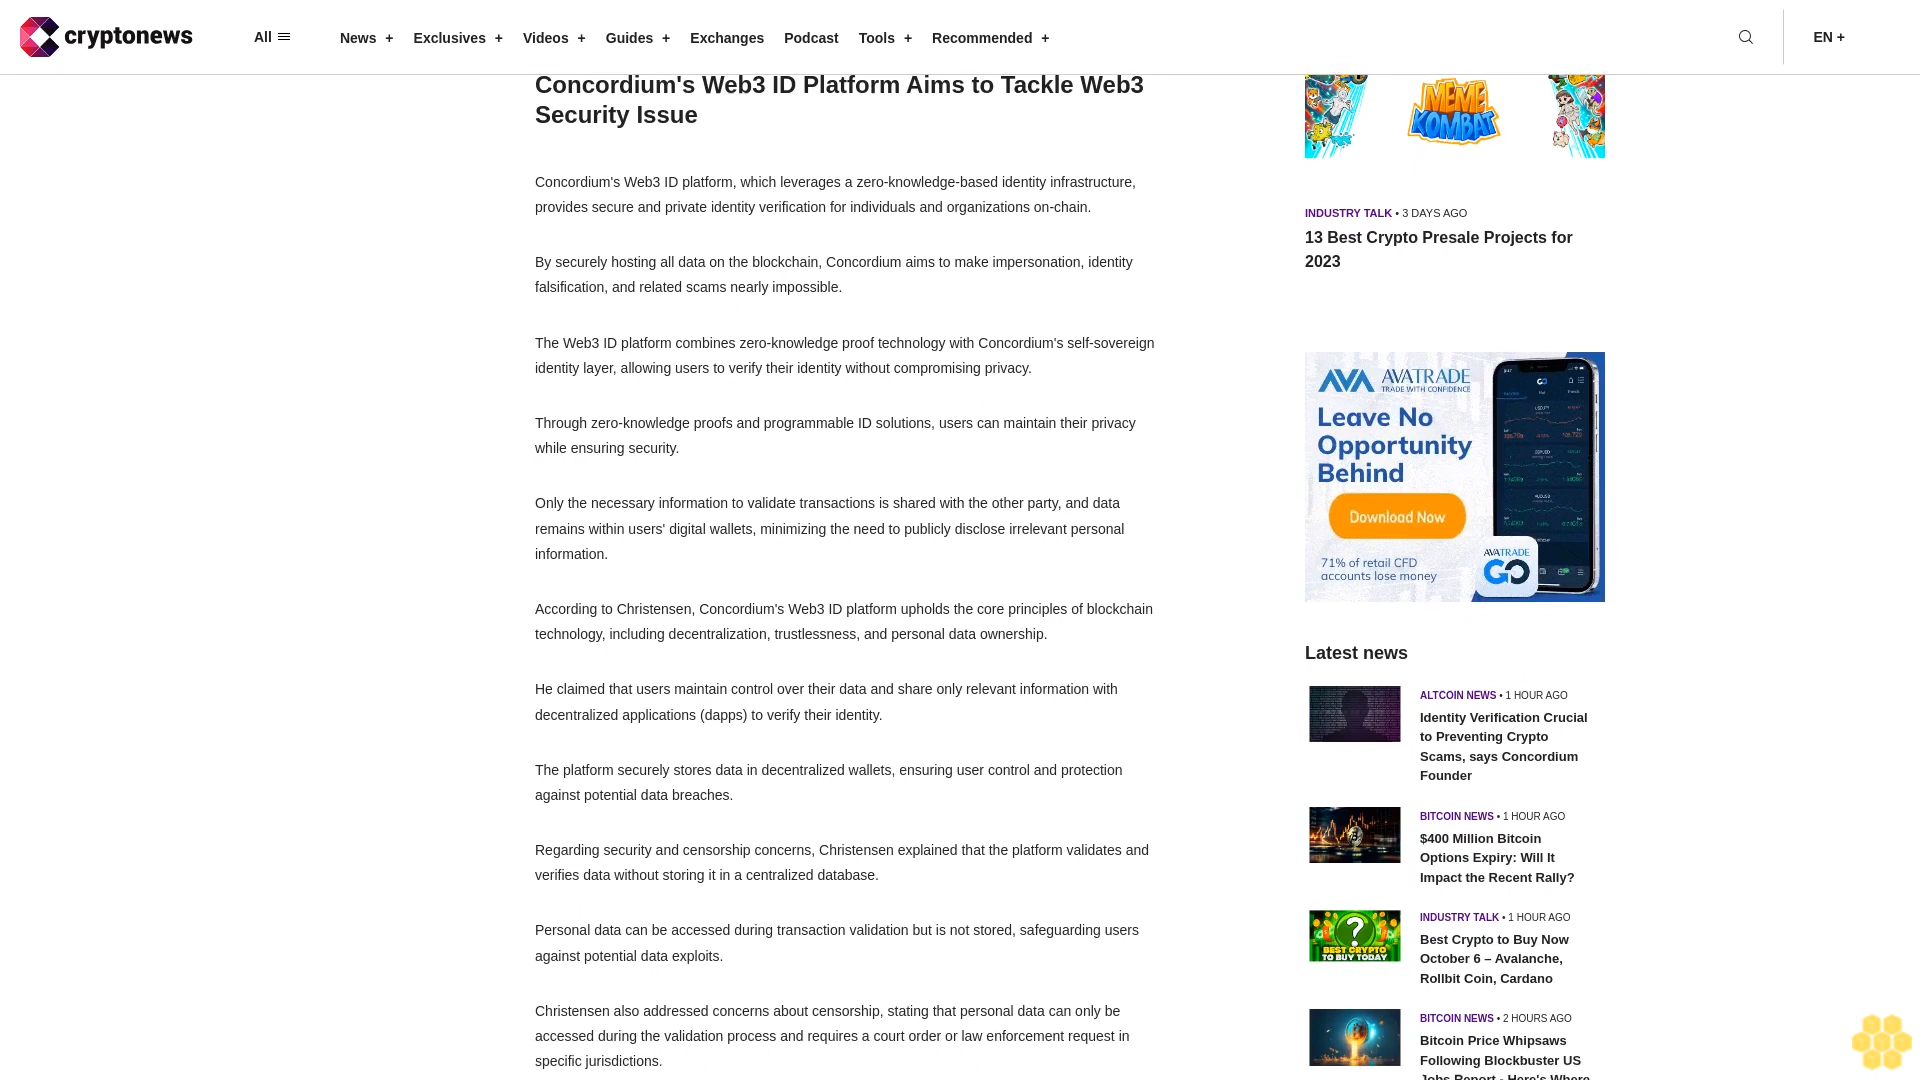 cryptonews
All
News +
Exclusives +
Videos +
Guides +
Exchanges
Podcast
Tools +
Recommended +
EN +
Concordium's Web3 ID Platform Aims to Tackle Web3
Security Issue
Concordium's Web3 ID platform, which leverages a zero-knowledge-based identity infrastructure,
provides secure and private identity verification for individuals and organizations on-chain.
By securely hosting all data on the blockchain, Concordium aims to make impersonation, identity
falsification, and related scams nearly impossible.
The Web3 ID platform combines zero-knowledge proof technology with Concordium's self-sovereign
identity layer, allowing users to verify their identity without compromising privacy.
Through zero-knowledge proofs and programmable ID solutions, users can maintain their privacy
while ensuring security.
Only the necessary information to validate transactions is shared with the other party, and data
remains within users' digital wallets, minimizing the need to publicly disclose irrelevant personal
information.
According to Christensen, Concordium's Web3 ID platform upholds the core principles of blockchain
technology, including decentralization, trustlessness, and personal data ownership.
He claimed that users maintain control over their data and share only relevant information with
decentralized applications (dapps) to verify their identity.
The platform securely stores data in decentralized wallets, ensuring user control and protection
against potential data breaches.
Regarding security and censorship concerns, Christensen explained that the platform validates and
verifies data without storing it in a centralized database.
Personal data can be accessed during transaction validation but is not stored, safeguarding users
against potential data exploits.
Christensen also addressed concerns about censorship, stating that personal data can only be
accessed during the validation process and requires a court order or law enforcement request in
specific jurisdictions.
MEME
KOMBAT
INDUSTRY TALK • 3 DAYS AGO
13 Best Crypto Presale Projects for
2023
AVA AVATRADE
TRADE WITH CONFIDENCE
Leave No
Opportunity
Behind
Download Now
71% of retail CFD
accounts lose money
AVATRADE
GO
Latest news
ALTCOIN NEWS • 1 HOUR AGO
Identity Verification Crucial
to Preventing Crypto
Scams, says Concordium
Founder
BITCOIN NEWS • 1 HOUR AGO
$400 Million Bitcoin
Options Expiry: Will It
Impact the Recent Rally?
?
BEST CRYPTO
TO BUY TODAY
INDUSTRY TALK • 1 HOUR AGO
Best Crypto to Buy Now
October 6 – Avalanche,
Rollbit Coin, Cardano
BITCOIN NEWS • 2 HOURS AGO
Bitcoin Price Whipsaws
Following Blockbuster US
Jobs Report - Here's Where